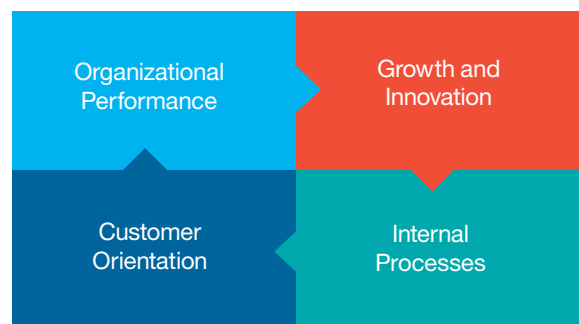 Organizational
Performance
Growth and
Innovation
Customer
Orientation
Internal
Processes